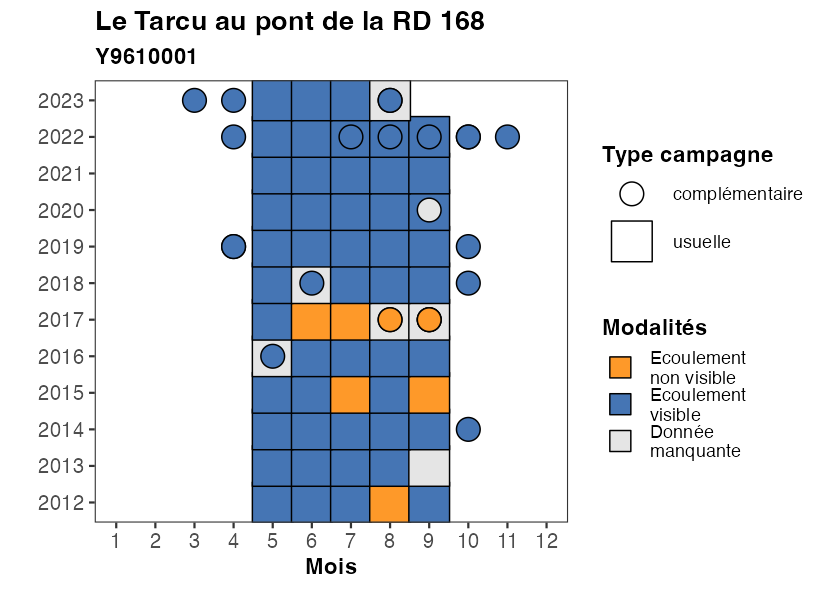 Le Tarcu au pont de la RD 168
Y9610001
2023
2022
2021
2020
2019
2018
2017
2016
2015
2014
2013
2012
1 2 3 4 5 6 7 8 9 10 11 12
Mois
Type campagne
complémentaire
usuelle
Modalités
Ecoulement
non visible
Ecoulement
visible
Donnée
manquante